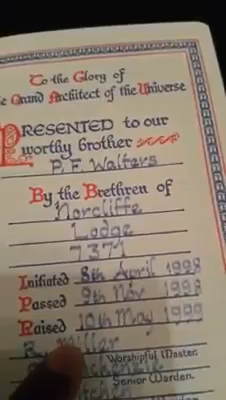 To the Glory of
Grand Architect of the Universe
PRESENTED to our
worthy brother
P. F. Walters
By the Brethren of
Norcliffe
Lodge
7371
Initiated 8th April 1998
Passed 9th Nov 1998
Raised 10th May 1999
Miller
Worshipful Master.
Senior Warden.